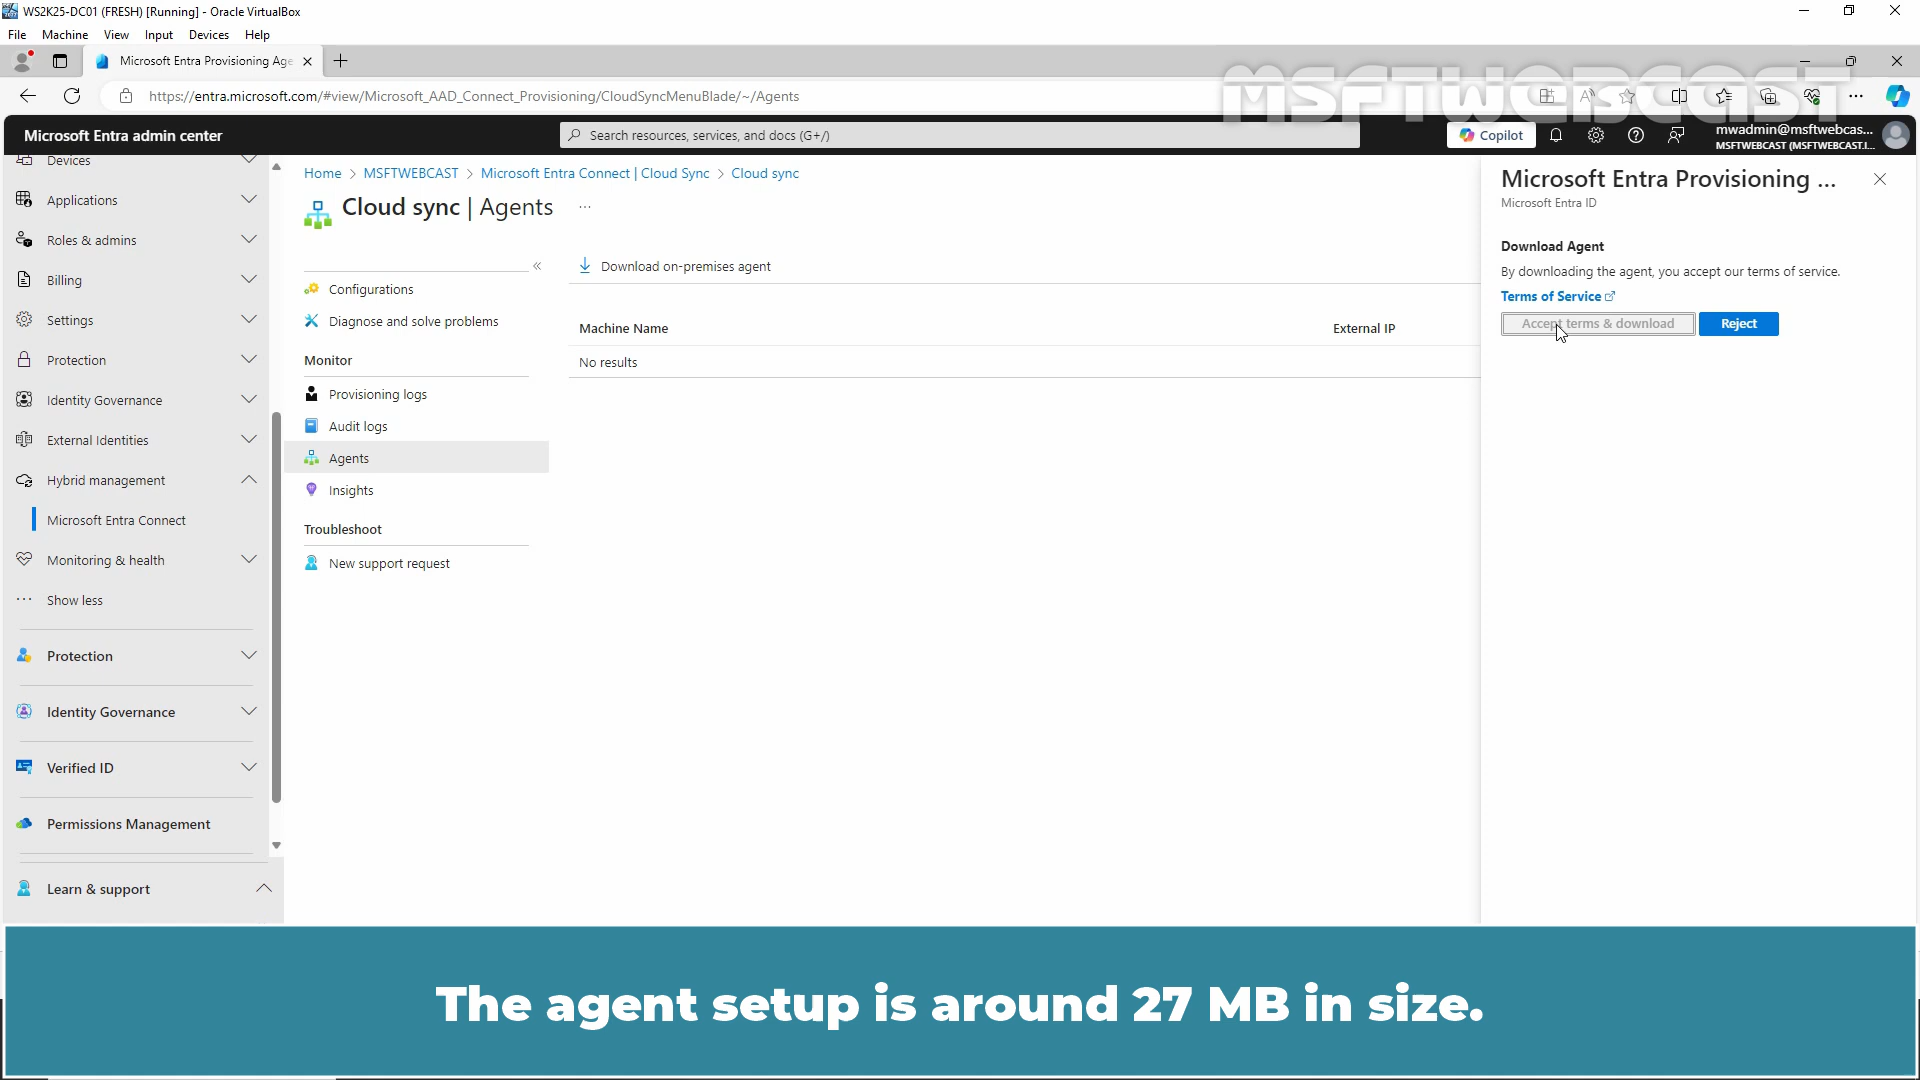 WS2K25-DC01 (FRESH) [Running] - Oracle VirtualBox
File Machine View Input Devices Help
Microsoft Entra Provisioning Age
https://entra.microsoft.com/#view/Microsoft_AAD_Connect_Provisioning/CloudSyncMenuBlade/~/Agents
MSFTWEBCAST
Microsoft Entra admin center
Search resources, services, and docs (G+/)
Copilot
mwadmin@msftwebcas...
MSFTWEBCAST (MSFTWEBCAST.I...
Devices
Applications
Roles & admins
Billing
Settings
Protection
Identity Governance
External Identities
Hybrid management
Microsoft Entra Connect
Monitoring & health
Show less
Protection
Identity Governance
Verified ID
Permissions Management
Learn & support
Home > MSFTWEBCAST > Microsoft Entra Connect | Cloud Sync > Cloud sync
Cloud sync | Agents ...
Configurations
Diagnose and solve problems
Monitor
Provisioning logs
Audit logs
Agents
Insights
Troubleshoot
New support request
Download on-premises agent
Machine Name External IP
No results
Microsoft Entra Provisioning ...
Microsoft Entra ID
Download Agent
By downloading the agent, you accept our terms of service.
Terms of Service
Accept terms & download Reject
The agent setup is around 27 MB in size.